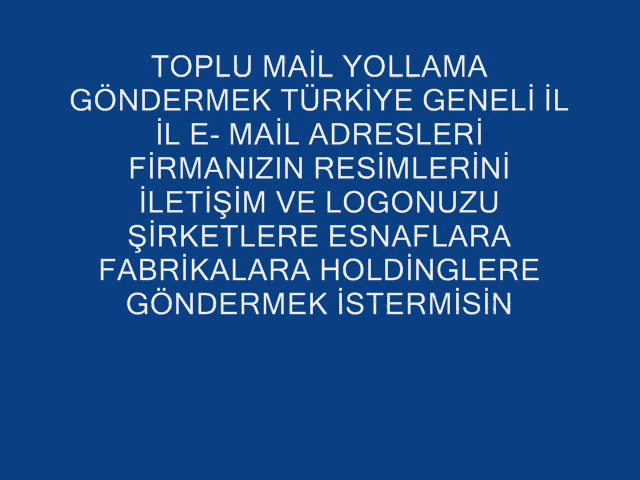 TOPLU MAİL YOLLAMA
GÖNDERMEK TÜRKİYE GENELİ İL
İL E- MAİL ADRESLERİ
FİRMANIZIN RESİMLERİNİ
İLETİŞİM VE LOGONUZU
ŞİRKETLERE ESNAFLARA
FABRİKALARA HOLDİNGLERE
GÖNDERMEK İSTERMİSİN